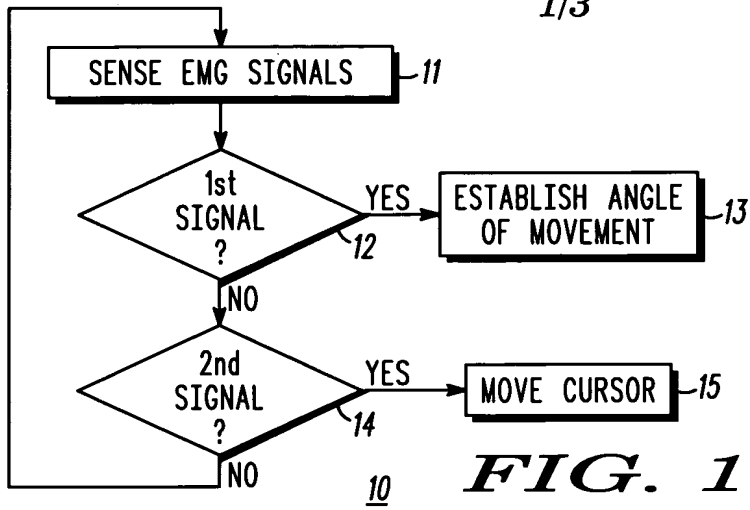 1/3
SENSE EMG SIGNALS
11
1st
SIGNAL
?
12
YES
ESTABLISH ANGLE
OF MOVEMENT
13
NO
2nd
SIGNAL
?
14
YES
MOVE CURSOR
15
NO
10
FIG. 1